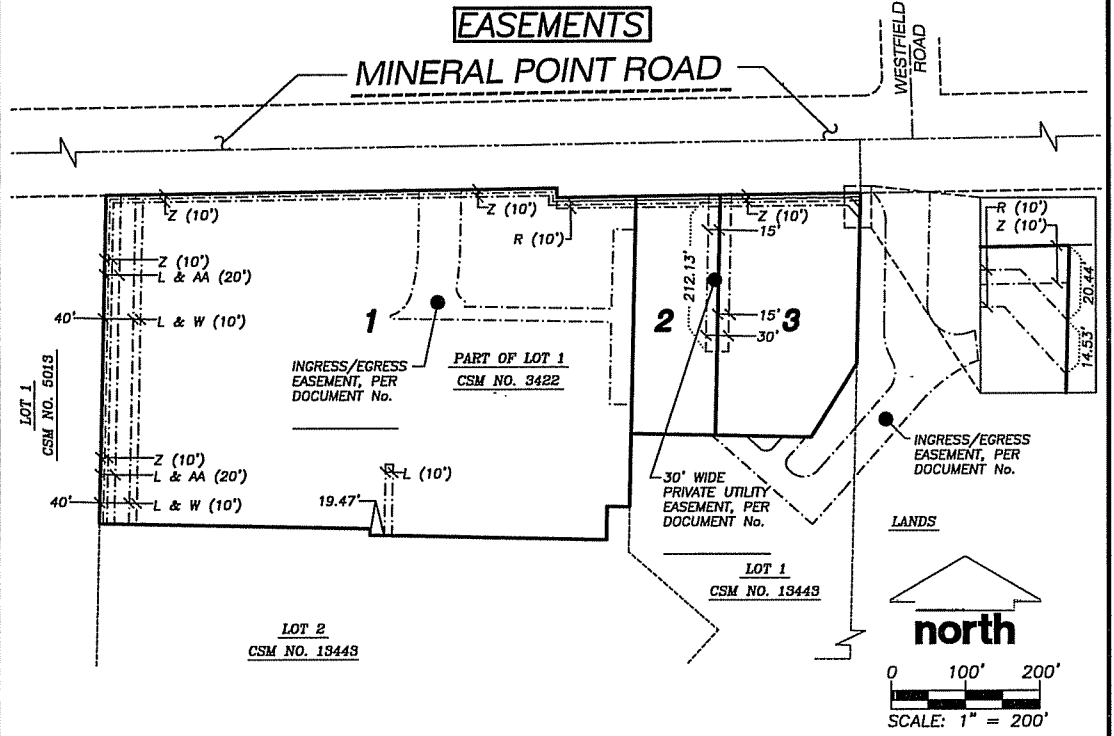 EASEMENTS
MINERAL POINT ROAD
WESTFIELD
ROAD
Z (10')
Z (10')
R (10')
Z (10')
15'
212.13'
15'
30'
Z (10')
L & AA (20')
40'
L & W (10')
1
2
3
INGRESS/EGRESS
EASEMENT, PER
DOCUMENT No.
PART OF LOT 1
CSM NO. 3422
LOT 1
CSM NO. 5013
Z (10')
L & AA (20')
40'
L & W (10')
L (10')
19.47'
30' WIDE
PRIVATE UTILITY
EASEMENT, PER
DOCUMENT No.
R (10')
Z (10')
20.44'
14.53'
INGRESS/EGRESS
EASEMENT, PER
DOCUMENT No.
LANDS
LOT 1
CSM NO. 13443
LOT 2
CSM NO. 13443
north
0 100' 200'
SCALE: 1" = 200'